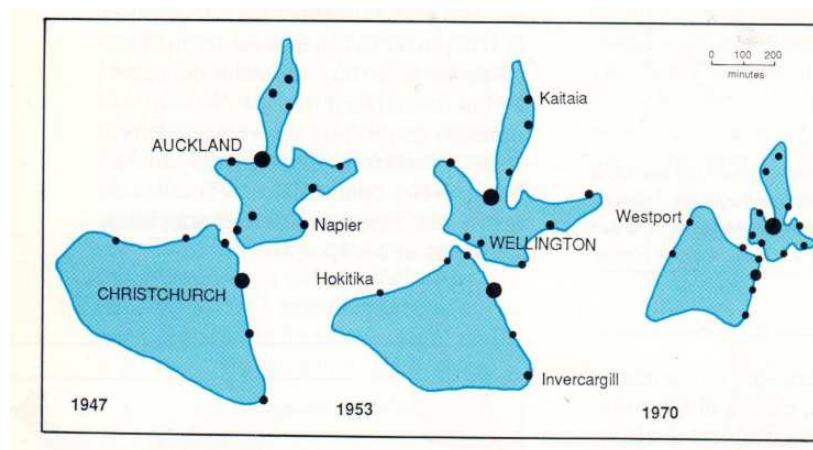 0 100 200
minutes
AUCKLAND
Kaitaia
Napier
WELLINGTON
Westport
Hokitika
CHRISTCHURCH
Invercargill
1947
1953
1970